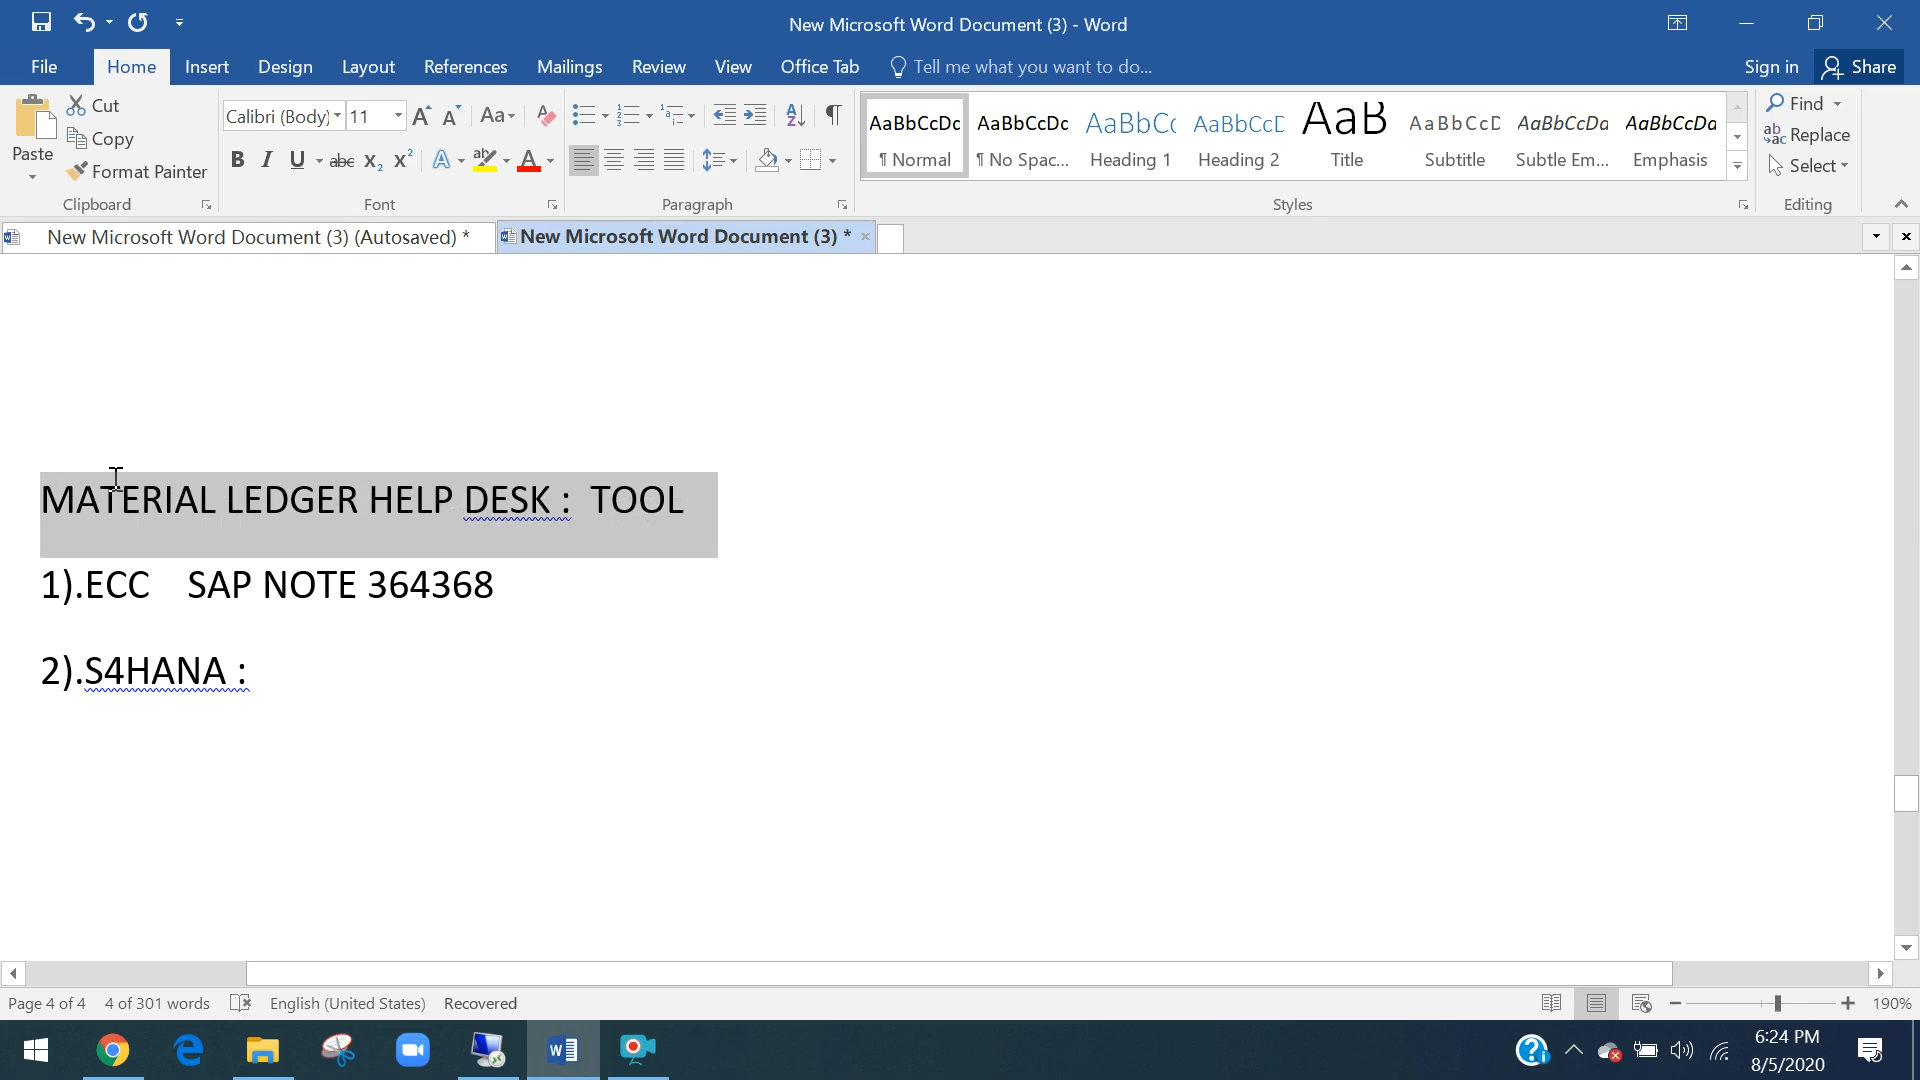 New Microsoft Word Document (3) - Word
File Home Insert Design Layout References Mailings Review View Office Tab Tell me what you want to do... Sign in Share
Paste Cut Copy Format Painter
Calibri (Body) 11
AaBbCcDc AaBbCcDc AaBbCc AaBbCcD AaB AaBbCcD AaBbCcDa AaBbCcDa
¶ Normal ¶ No Spac... Heading 1 Heading 2 Title Subtitle Subtle Em... Emphasis
Find
Replace
Select
Clipboard Font Paragraph Styles Editing
New Microsoft Word Document (3) (Autosaved) * New Microsoft Word Document (3) *
MATERIAL LEDGER HELP DESK :  TOOL
1).ECC    SAP NOTE 364368
2).S4HANA :
Page 4 of 4 4 of 301 words English (United States) Recovered 190%
6:24 PM
8/5/2020